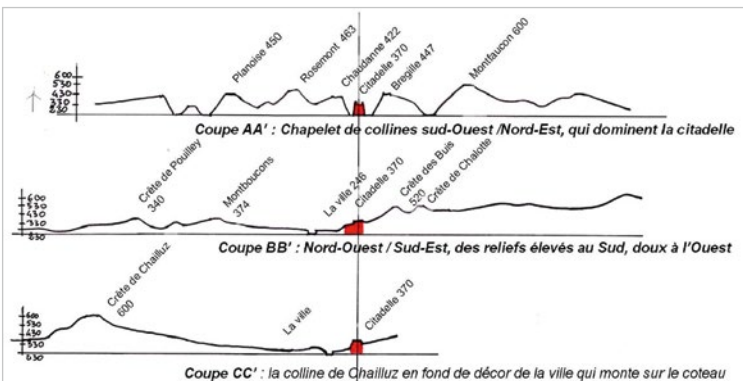 Planoise 450
Rosemont 463
Chaudanne 422
Citadelle 370
Bregille 447
Montfaucon 600
600
530
430
330
230
Coupe AA' : Chapelet de collines sud-Ouest /Nord-Est, qui dominent la citadelle
Crête de Pouilley
340
Montboucons
374
La ville 246
Citadelle 370
Crête des Buis
520
Crête de Chalotte
600
530
430
330
230
Coupe BB' : Nord-Ouest / Sud-Est, des reliefs élevés au Sud, doux à l'Ouest
Crête de Chailluz
600
La ville
Citadelle 370
600
530
430
330
230
Coupe CC' : la colline de Chailluz en fond de décor de la ville qui monte sur le coteau